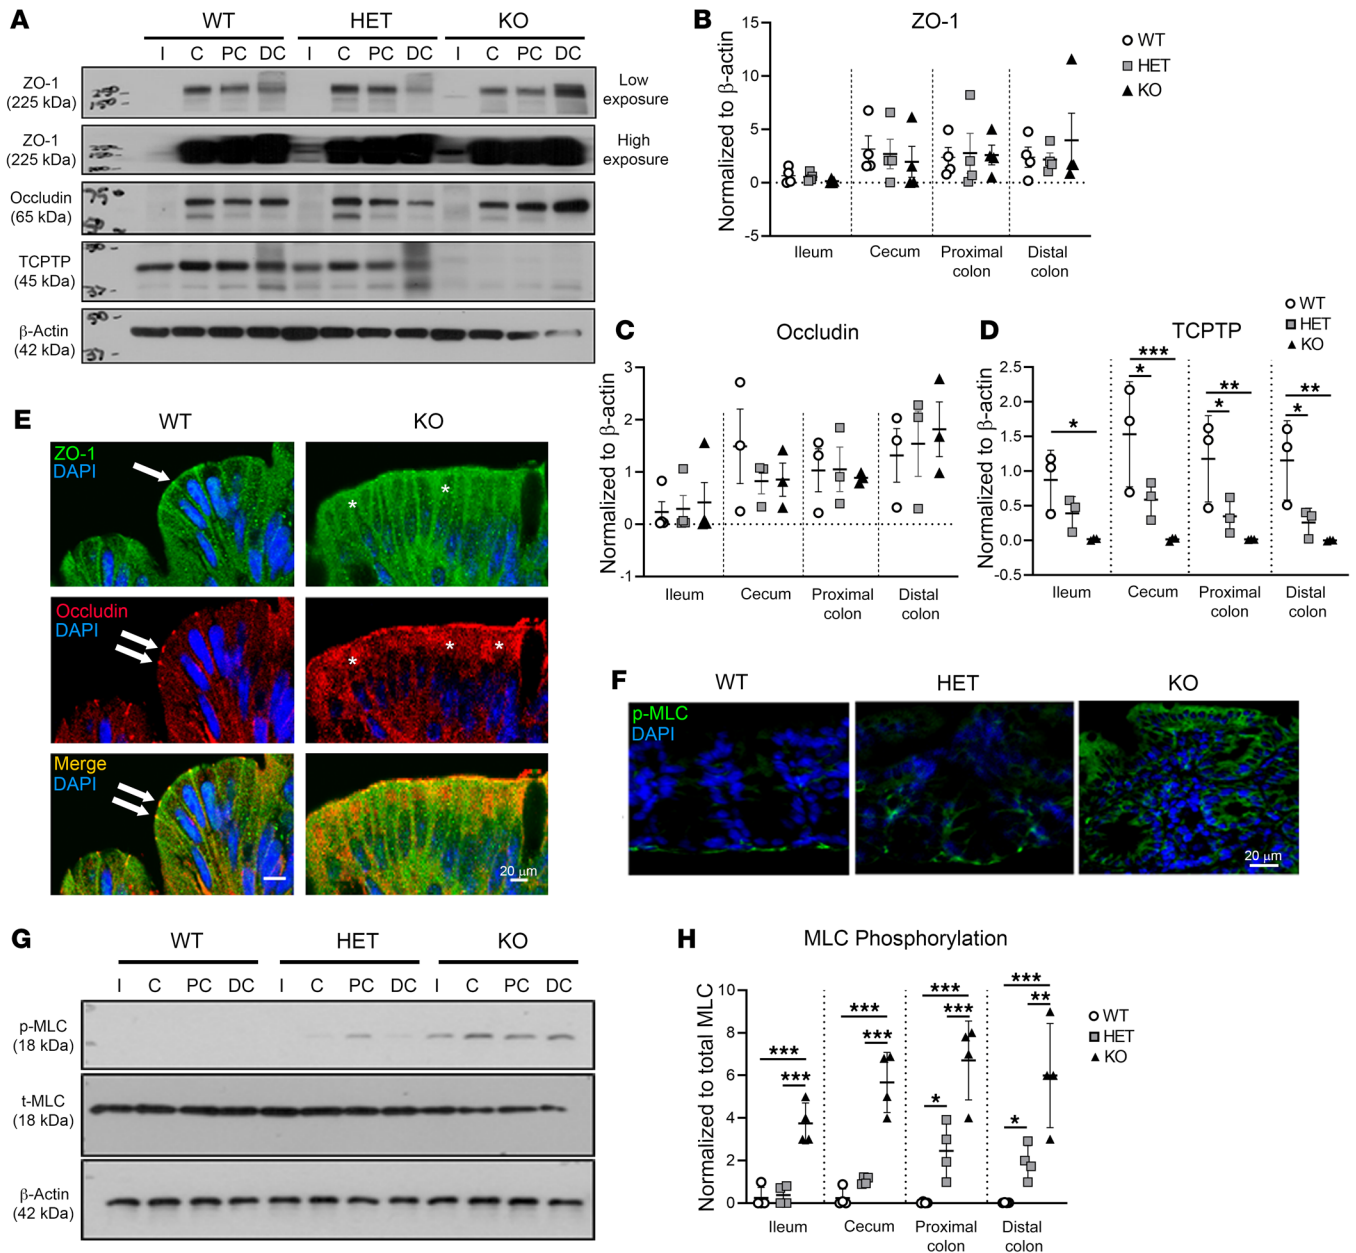 A
WT HET KO
I C PC DC I C PC DC I C PC DC
ZO-1
(225 kDa)
Low
exposure
ZO-1
(225 kDa)
High
exposure
Occludin
(65 kDa)
75
TCPTP
(45 kDa)
37
β-Actin
(42 kDa)
50
37
B
ZO-1
Normalized to β-actin
15
10
5
0
-5
Ileum
Cecum
Proximal
colon
Distal
colon
WT
HET
KO
C
Occludin
Normalized to β-actin
3
2
1
0
-1
Ileum
Cecum
Proximal
colon
Distal
colon
D
TCPTP
WT
HET
KO
Normalized to β-actin
2.5
2.0
1.5
1.0
0.5
0.0
-0.5
*
*
***
*
**
*
**
Ileum
Cecum
Proximal
colon
Distal
colon
E
WT KO
ZO-1
DAPI
* *
Occludin
DAPI
* * *
Merge
DAPI
20 μm
F
WT HET KO
p-MLC
DAPI
20 μm
G
WT HET KO
I C PC DC I C PC DC I C PC DC
p-MLC
(18 kDa)
t-MLC
(18 kDa)
β-Actin
(42 kDa)
H
MLC Phosphorylation
Normalized to total MLC
10
8
6
4
2
0
***
***
***
***
***
***
*
***
**
*
Ileum
Cecum
Proximal
colon
Distal
colon
WT
HET
KO